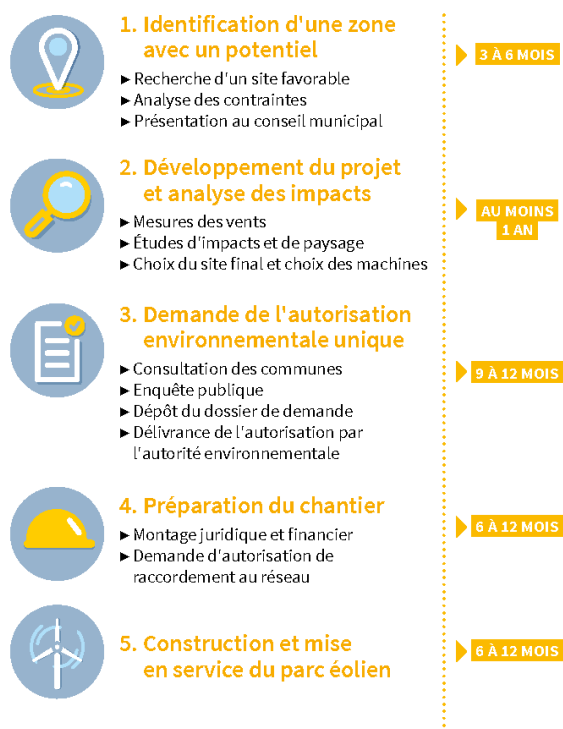 1. Identification d'une zone
avec un potentiel
▸ Recherche d'un site favorable
▸ Analyse des contraintes
▸ Présentation au conseil municipal
3 À 6 MOIS
2. Développement du projet
et analyse des impacts
▸ Mesures des vents
▸ Études d'impacts et de paysage
▸ Choix du site final et choix des machines
AU MOINS
1 AN
3. Demande de l'autorisation
environnementale unique
▸ Consultation des communes
▸ Enquête publique
▸ Dépôt du dossier de demande
▸ Délivrance de l'autorisation par
l'autorité environnementale
9 À 12 MOIS
4. Préparation du chantier
▸ Montage juridique et financier
▸ Demande d'autorisation de
raccordement au réseau
6 À 12 MOIS
5. Construction et mise
en service du parc éolien
6 À 12 MOIS